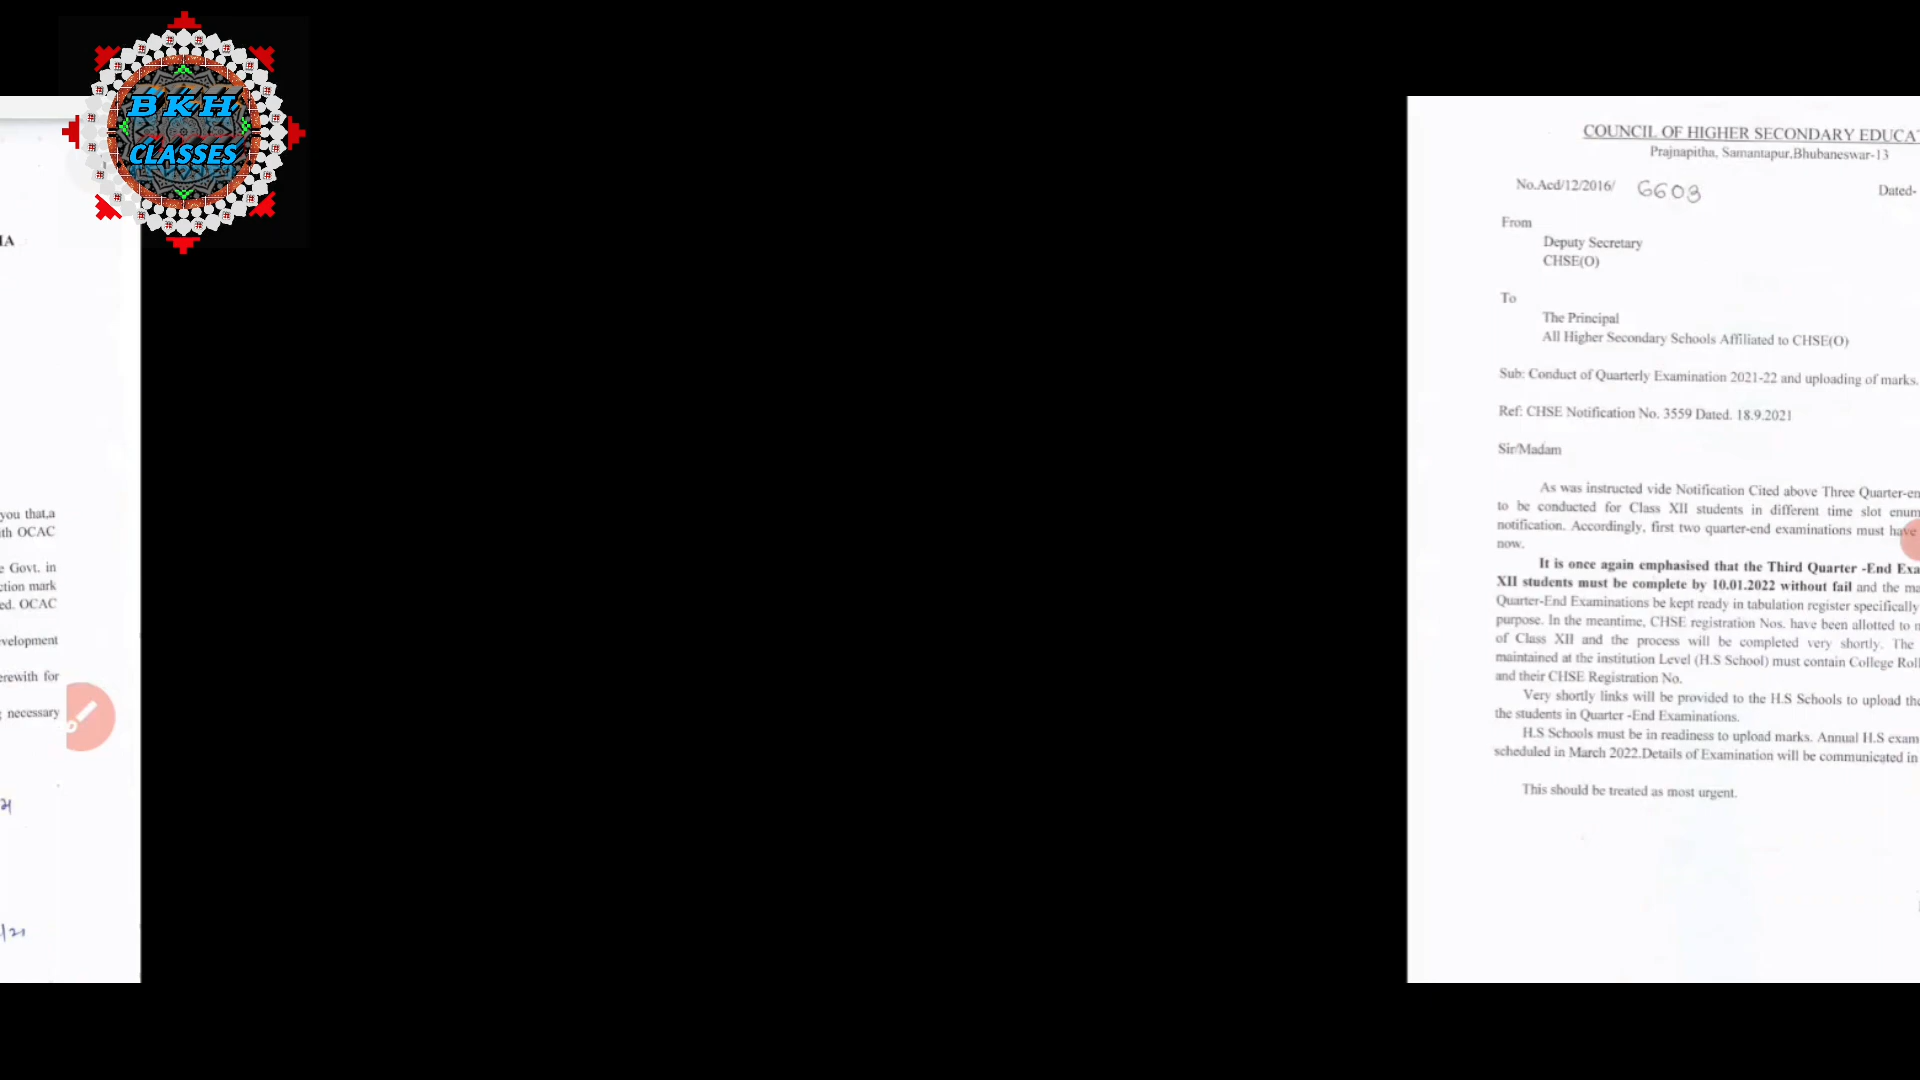 BKH
CLASSES
IA
you that,a
ith OCAC
e Govt. in
ction mark
ed. OCAC
velopment
erewith for
necessary
COUNCIL OF HIGHER SECONDARY EDUCAT
Prajnapitha, Samantapur,Bhubaneswar-13
No.Acd/12/2016/ 6603 Dated-
From
Deputy Secretary
CHSE(O)
To
The Principal
All Higher Secondary Schools Affiliated to CHSE(O)
Sub: Conduct of Quarterly Examination 2021-22 and uploading of marks.
Ref: CHSE Notification No. 3559 Dated. 18.9.2021
Sir/Madam
As was instructed vide Notification Cited above Three Quarter-en
to be conducted for Class XII students in different time slot enum
notification. Accordingly, first two quarter-end examinations must have
now.
It is once again emphasised that the Third Quarter -End Exa
XII students must be complete by 10.01.2022 without fail and the ma
Quarter-End Examinations be kept ready in tabulation register specifically
purpose. In the meantime, CHSE registration Nos. have been allotted to n
of Class XII and the process will be completed very shortly. The
maintained at the institution Level (H.S School) must contain College Roll
and their CHSE Registration No.
Very shortly links will be provided to the H.S Schools to upload the
the students in Quarter -End Examinations.
H.S Schools must be in readiness to upload marks. Annual H.S exam
scheduled in March 2022.Details of Examination will be communicated in
This should be treated as most urgent.